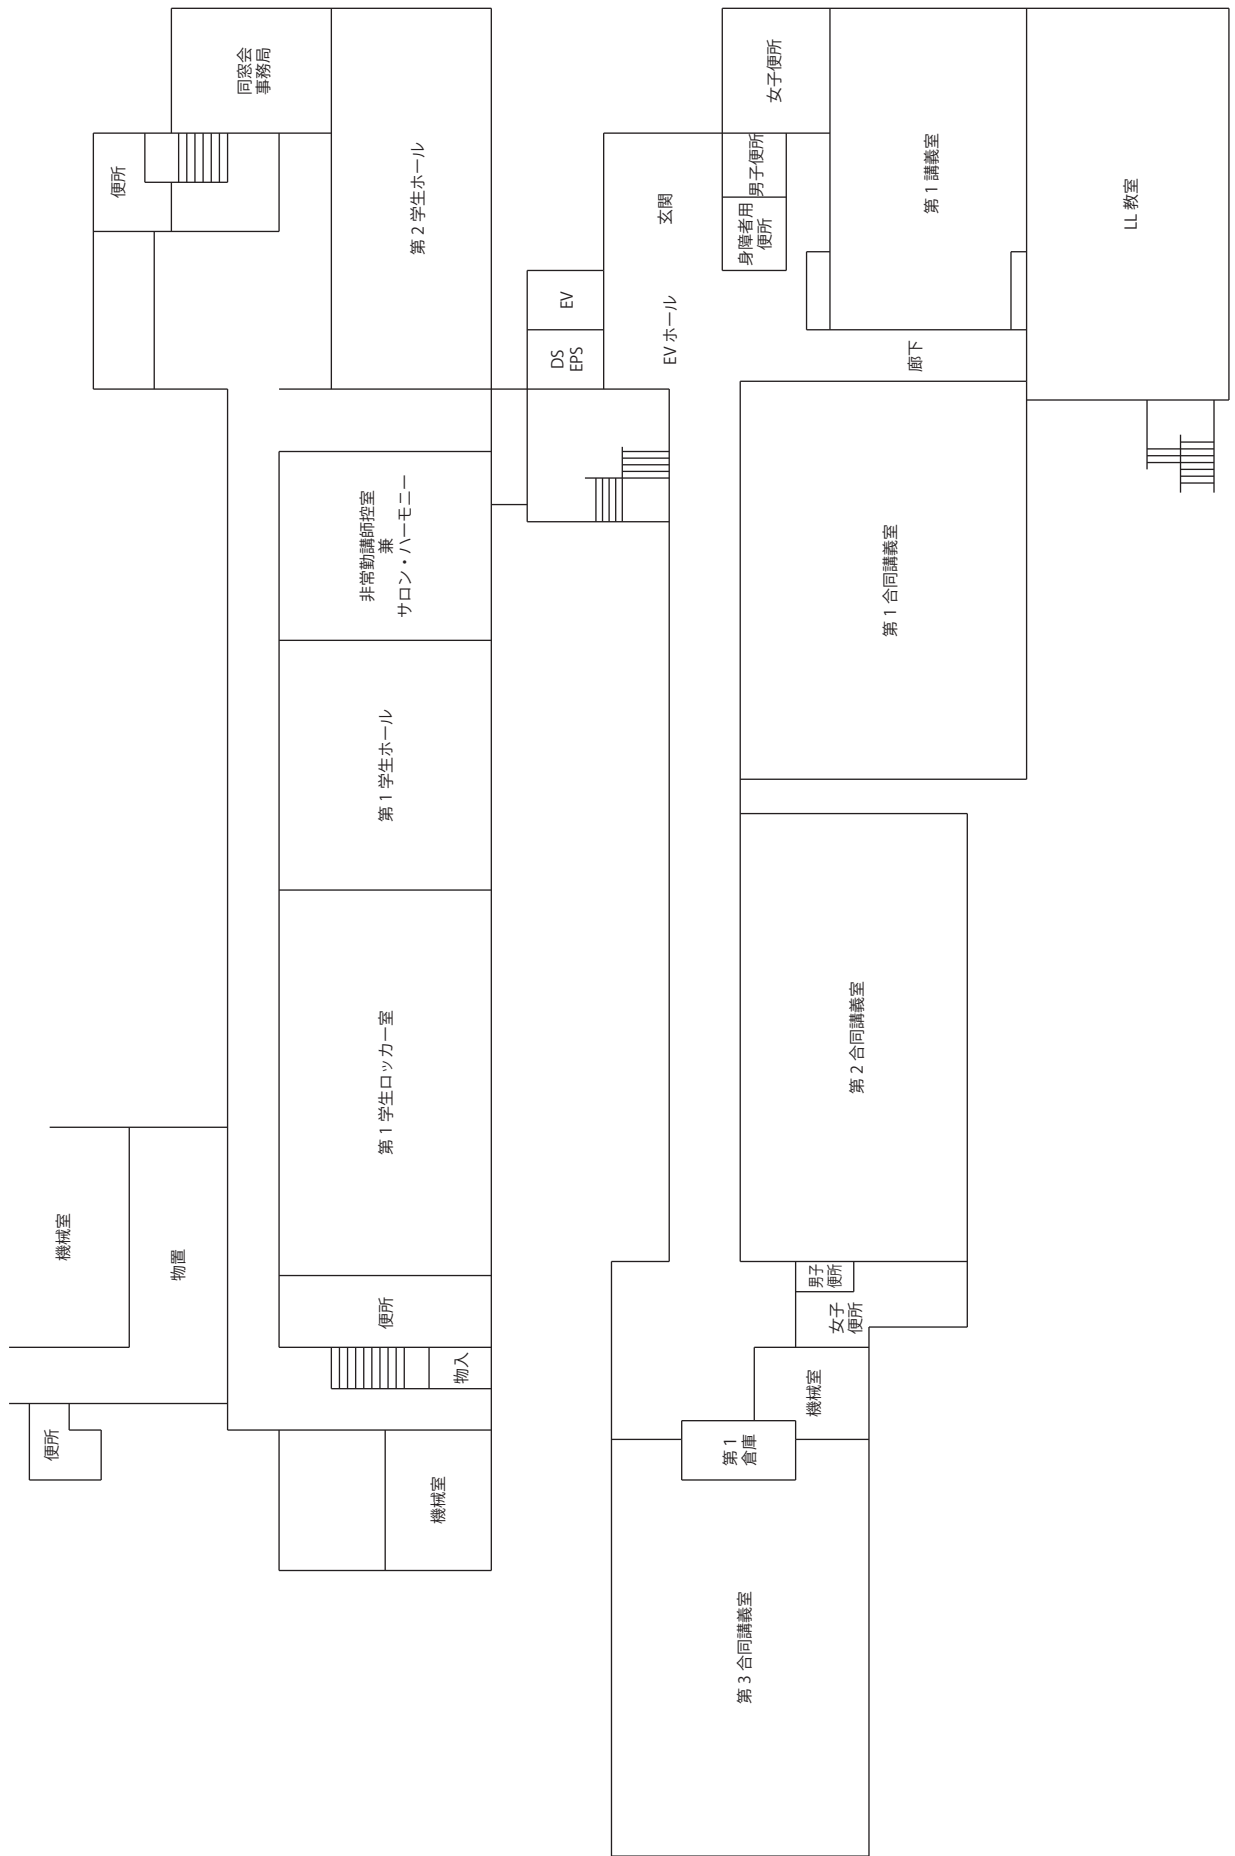 同窓会
事務局
便所
第２学生ホール
女子便所
男子便所
身障者用
便所
玄関
第１講義室
LL 教室
EV
DS
EPS
EV ホール
廊下
非常勤講師控室
兼
サロン・ハーモニー
第１合同講義室
第１学生ホール
第１学生ロッカー室
第２合同講義室
機械室
物置
便所
物入
男子
便所
女子
便所
機械室
便所
機械室
第１
倉庫
第３合同講義室